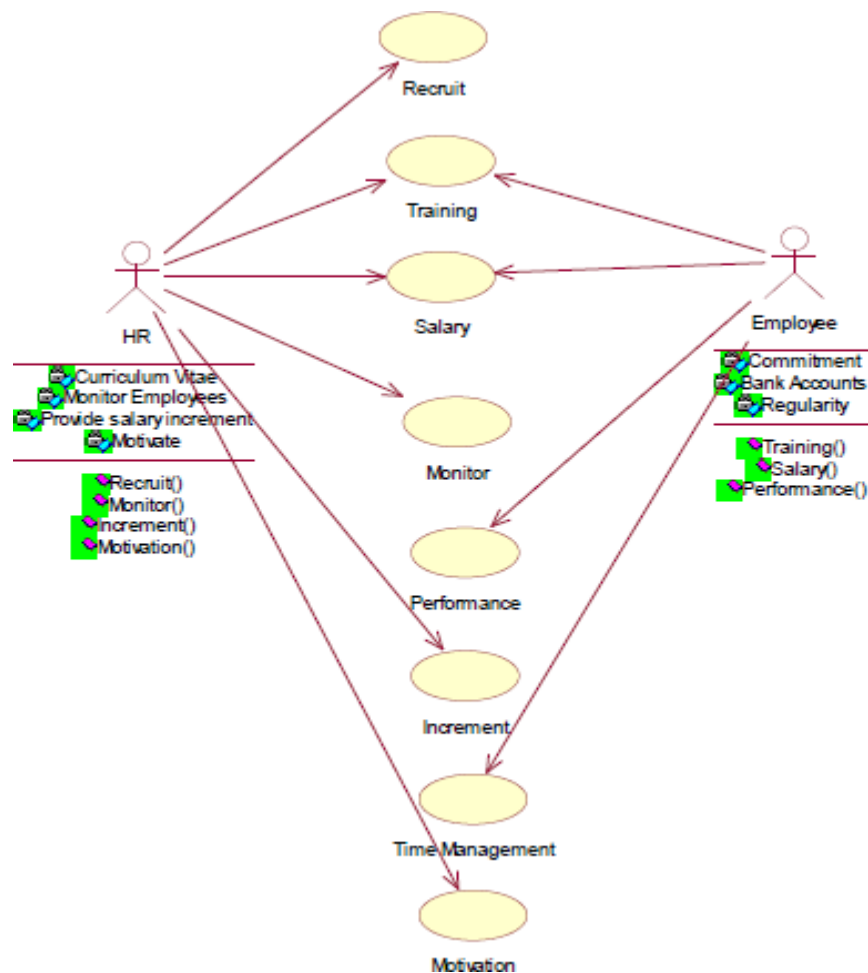 Recruit
Training
Salary
HR
Employee
Curriculum Vitae
Monitor Employees
Provide salary increment
Motivate
Recruit()
Monitor()
Increment()
Motivation()
Commitment
Bank Accounts
Regularity
Training()
Salary()
Performance()
Monitor
Performance
Increment
Time Management
Motivation